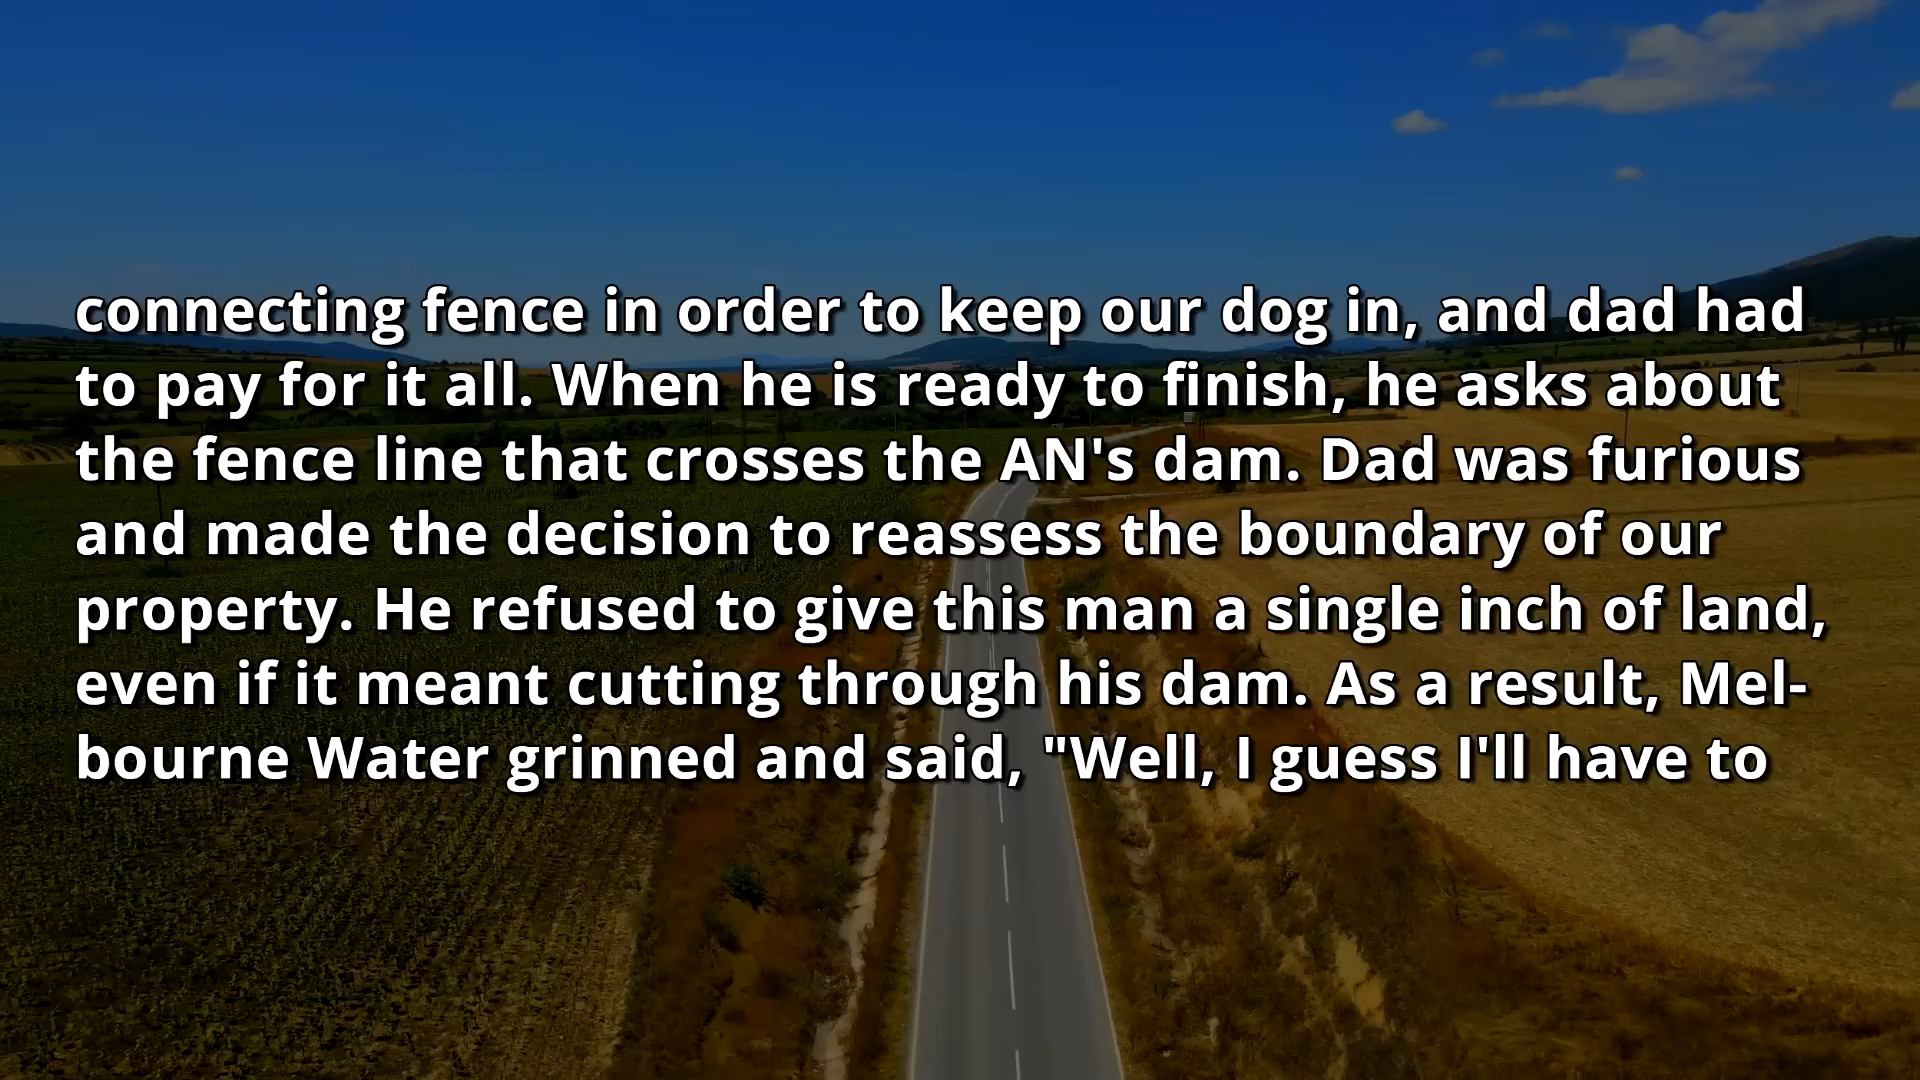 connecting fence in order to keep our dog in, and dad had
to pay for it all. When he is ready to finish, he asks about
the fence line that crosses the AN's dam. Dad was furious
and made the decision to reassess the boundary of our
property. He refused to give this man a single inch of land,
even if it meant cutting through his dam. As a result, Mel-
bourne Water grinned and said, "Well, I guess I'll have to